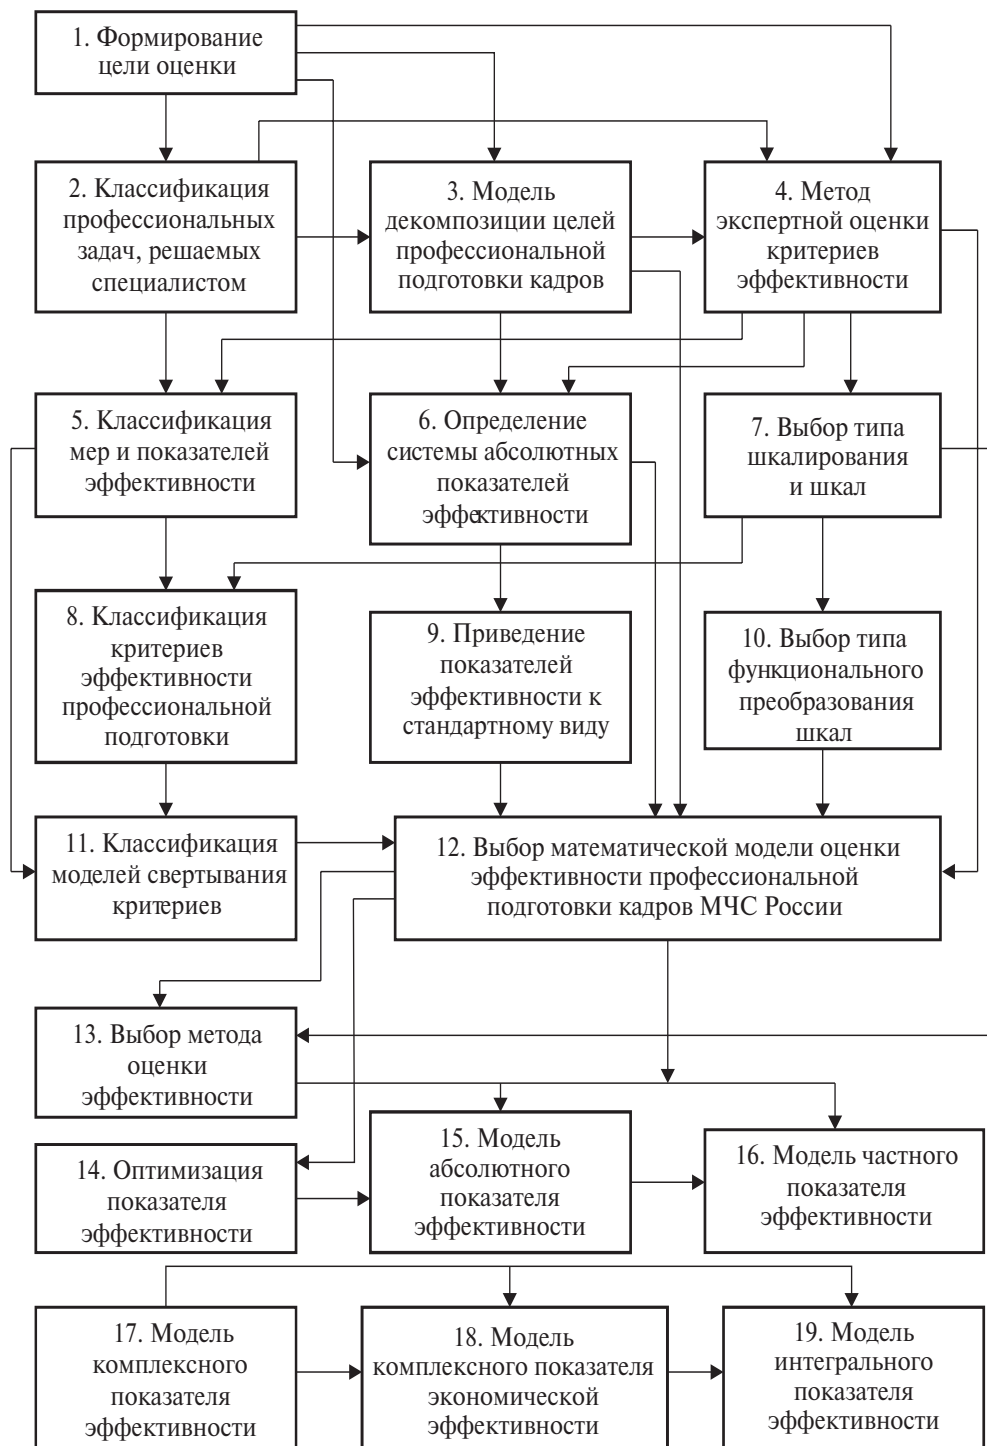 1. Формирование
цели оценки
2. Классификация
профессиональных
задач, решаемых
специалистом
3. Модель
декомпозиции целей
профессиональной
подготовки кадров
4. Метод
экспертной оценки
критериев
эффективности
5. Классификация
мер и показателей
эффективности
6. Определение
системы абсолютных
показателей
эффективности
7. Выбор типа
шкалирования
и шкал
8. Классификация
критериев
эффективности
профессиональной
подготовки
9. Приведение
показателей
эффективности к
стандартному виду
10. Выбор типа
функционального
преобразования
шкал
11. Классификация
моделей свертывания
критериев
12. Выбор математической модели оценки
эффективности профессиональной
подготовки кадров МЧС России
13. Выбор метода
оценки
эффективности
14. Оптимизация
показателя
эффективности
15. Модель
абсолютного
показателя
эффективности
16. Модель частного
показателя
эффективности
17. Модель
комплексного
показателя
эффективности
18. Модель
комплексного показателя
экономической
эффективности
19. Модель
интегрального
показателя
эффективности